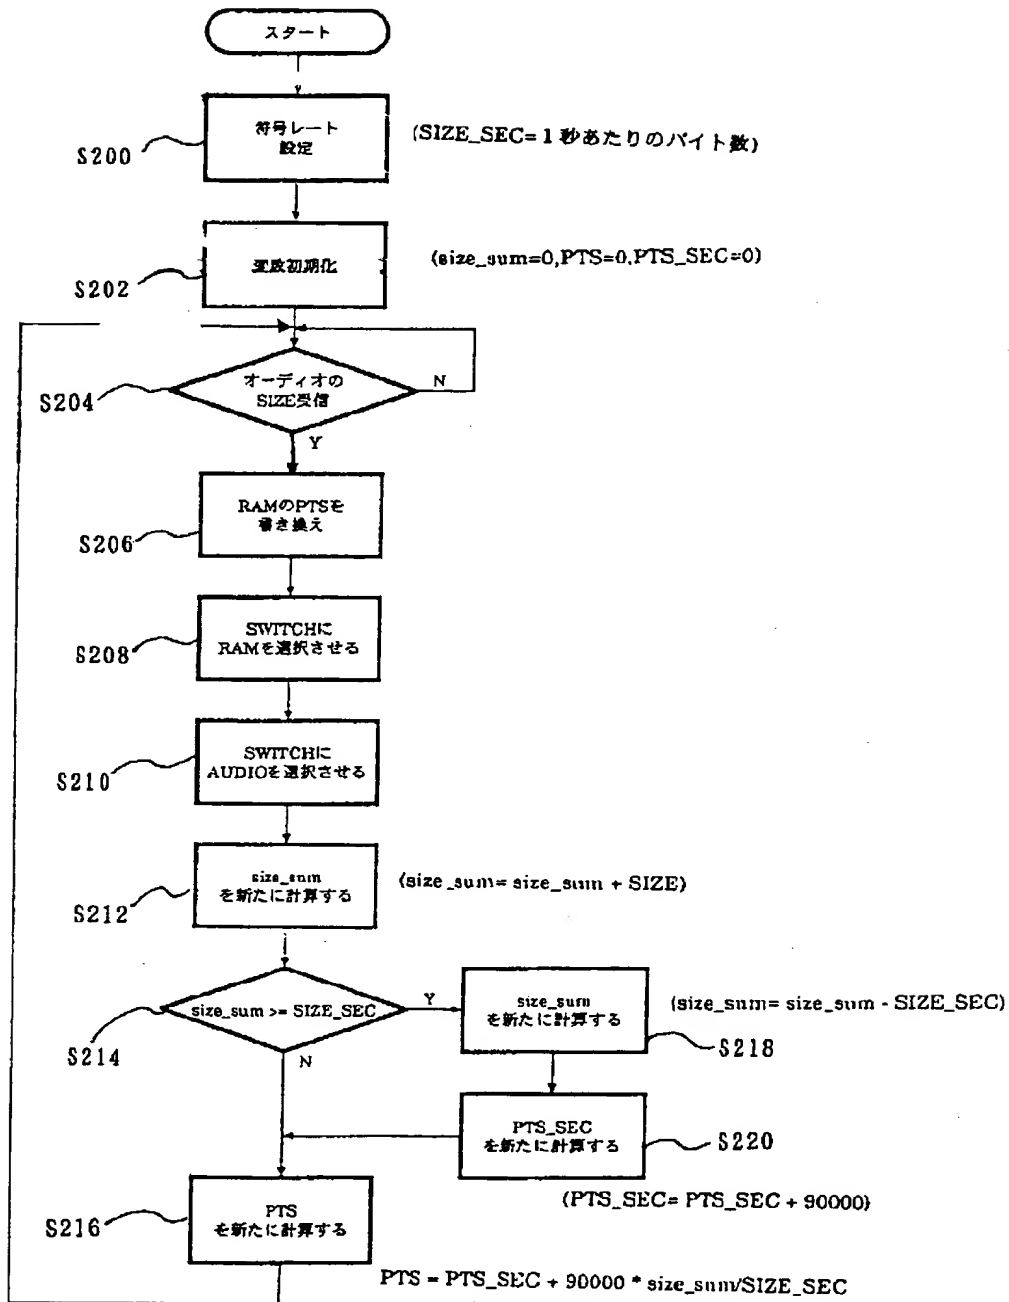 スタート
符号レート
設定
(SIZE_SEC= 1 秒あたりのバイト数)
S200
変数初期化
(size_sum=0,PTS=0,PTS_SEC=0)
S202
オーディオの
SIZE受信
N
S204
Y
RAMのPTSを
書き換え
S206
SWITCHに
RAMを選択させる
S208
SWITCHに
AUDIOを選択させる
S210
size_sum
を新たに計算する
(size_sum= size_sum + SIZE)
S212
size_sum >= SIZE_SEC
Y
size_sum
を新たに計算する
(size_sum= size_sum - SIZE_SEC)
S214
N
S218
PTS_SEC
を新たに計算する
S220
(PTS_SEC= PTS_SEC + 90000)
PTS
を新たに計算する
S216
PTS = PTS_SEC + 90000 * size_sum/SIZE_SEC